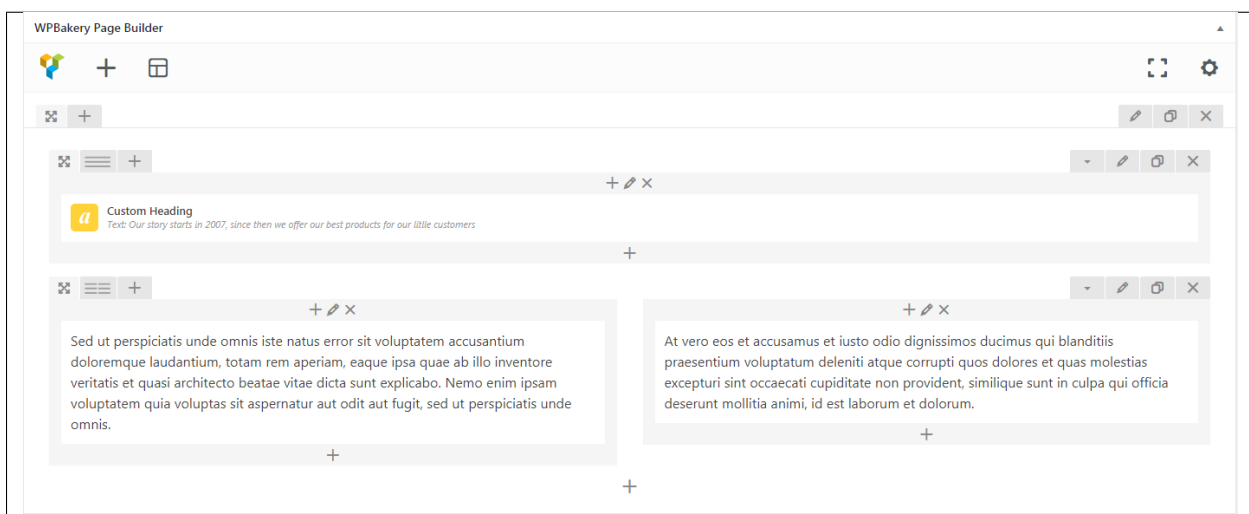 WPBakery Page Builder
Custom Heading
Text: Our story starts in 2007, since then we offer our best products for our litlle customers
Sed ut perspiciatis unde omnis iste natus error sit voluptatem accusantium
doloremque laudantium, totam rem aperiam, eaque ipsa quae ab illo inventore
veritatis et quasi architecto beatae vitae dicta sunt explicabo. Nemo enim ipsam
voluptatem quia voluptas sit aspernatur aut odit aut fugit, sed ut perspiciatis unde
omnis.
At vero eos et accusamus et iusto odio dignissimos ducimus qui blanditiis
praesentium voluptatum deleniti atque corrupti quos dolores et quas molestias
excepturi sint occaecati cupiditate non provident, similique sunt in culpa qui officia
deserunt mollitia animi, id est laborum et dolorum.